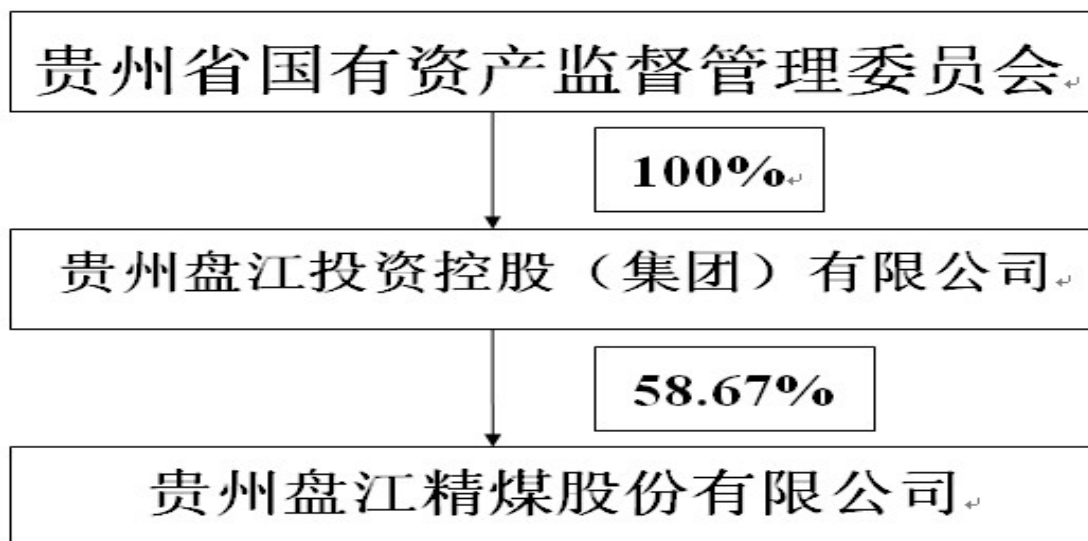 贵州省国有资产监督管理委员会
100%
贵州盘江投资控股（集团）有限公司
58.67%
贵州盘江精煤股份有限公司